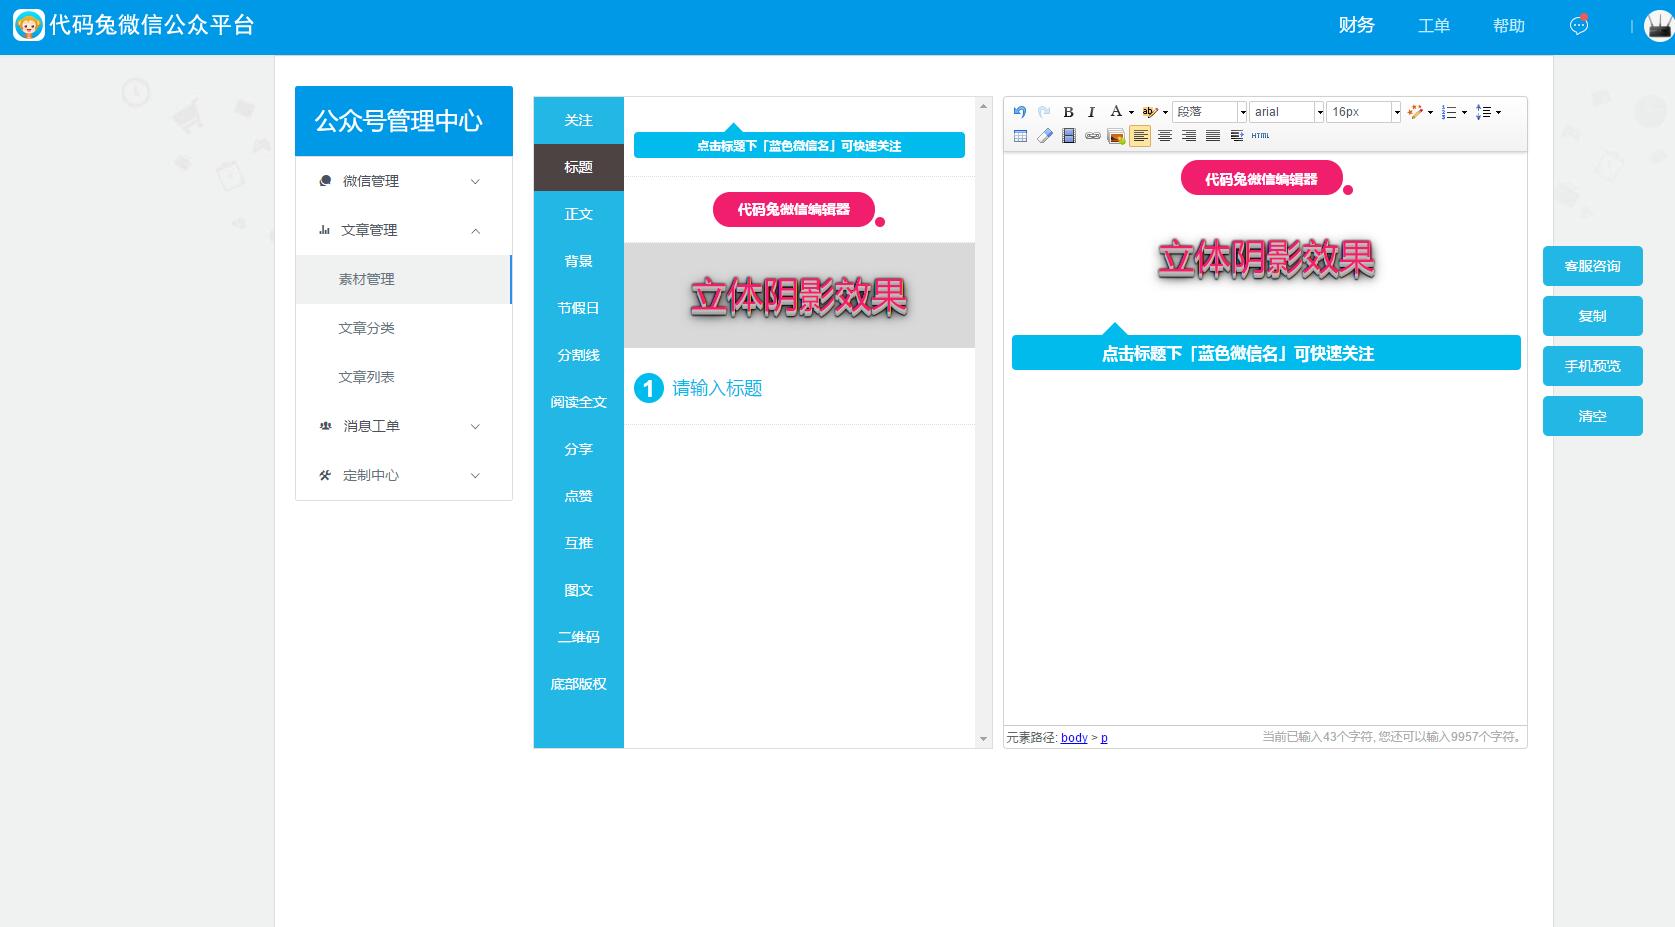 代码兔微信公众平台
财务
工单
帮助
公众号管理中心
微信管理
文章管理
素材管理
文章分类
文章列表
消息工单
定制中心
关注
标题
正文
背景
节假日
分割线
阅读全文
分享
点赞
互推
图文
二维码
底部版权
点击标题下「蓝色微信名」可快速关注
代码兔微信编辑器
立体阴影效果
1 请输入标题
B I A ab 段落 arial 16px
HTML
代码兔微信编辑器
立体阴影效果
点击标题下「蓝色微信名」可快速关注
元素路径: body > p
当前已输入43个字符, 您还可以输入9957个字符。
客服咨询
复制
手机预览
清空